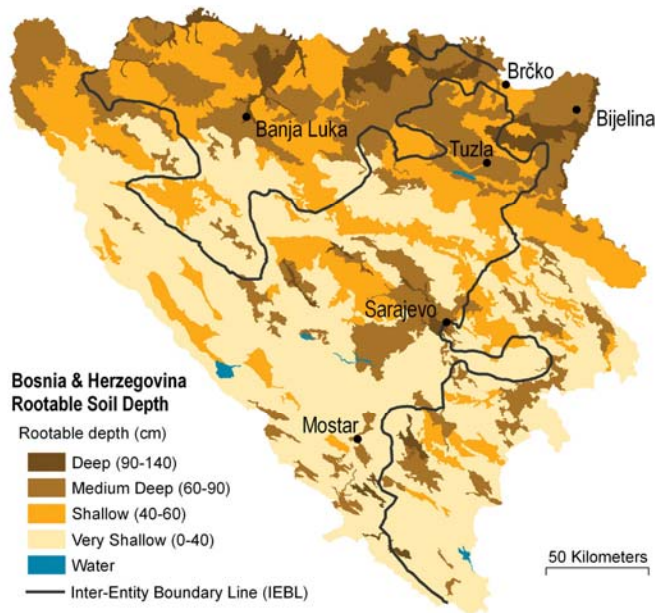 Brčko
Bijelina
Banja Luka
Tuzla
Sarajevo
Mostar
Bosnia & Herzegovina
Rootable Soil Depth
Rootable depth (cm)
Deep (90-140)
Medium Deep (60-90)
Shallow (40-60)
Very Shallow (0-40)
Water
Inter-Entity Boundary Line (IEBL)
50 Kilometers